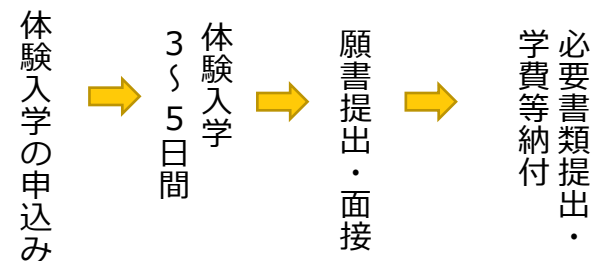 体験入学の申込み
体験入学
3～5日間
願書提出・面接
必要書類提出・
学費等納付